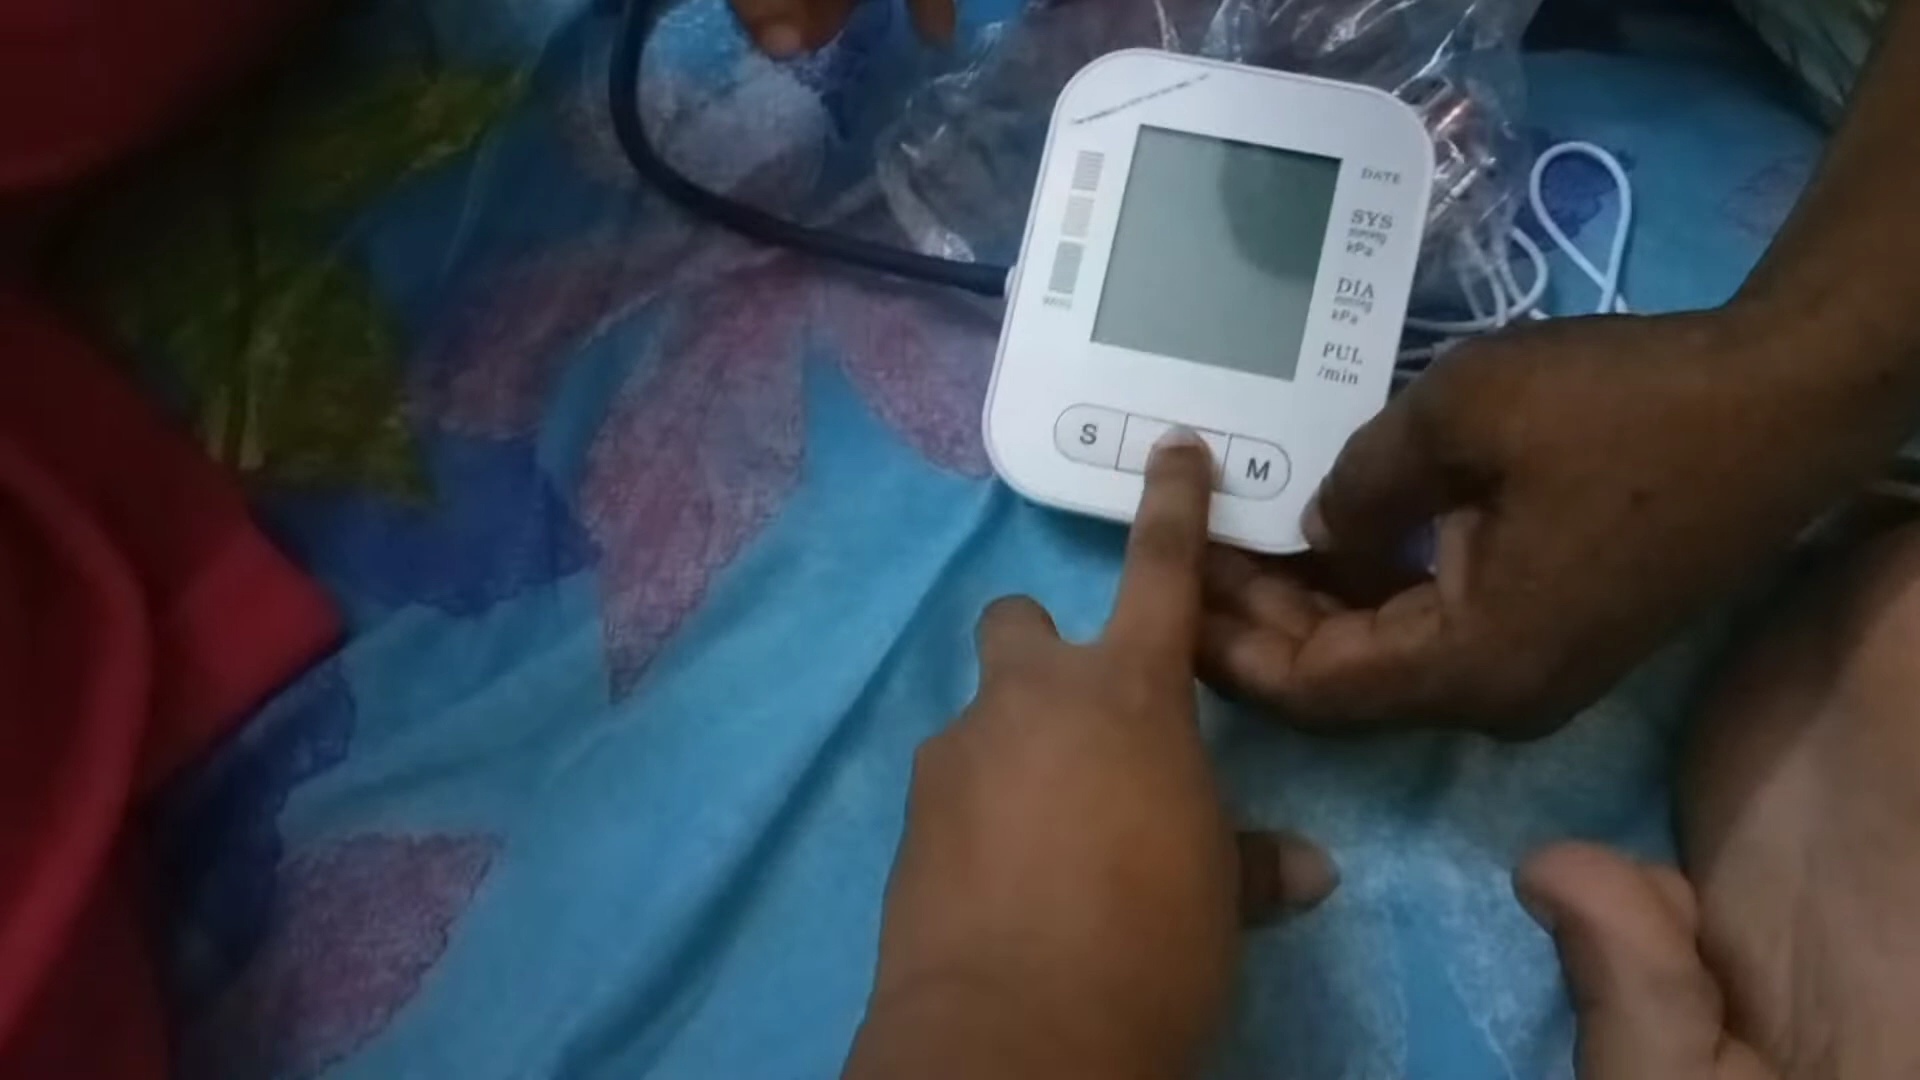 DATE
SYS
mmHg
kPa
DIA
mmHg
kPa
PUL
/min
S
M